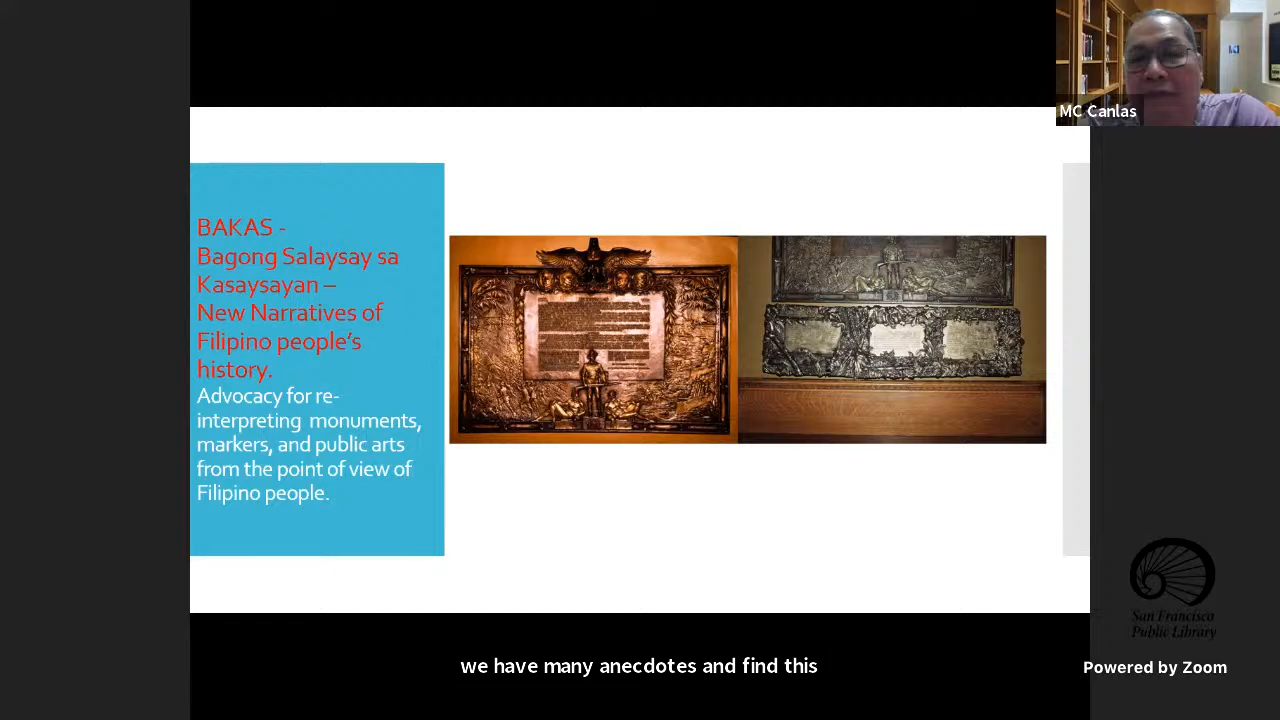 MC Canlas
BAKAS -
Bagong Salaysay sa
Kasaysayan –
New Narratives of
Filipino people's
history.
Advocacy for re-
interpreting monuments,
markers, and public arts
from the point of view of
Filipino people.
San Francisco
Public Library
we have many anecdotes and find this
Powered by Zoom